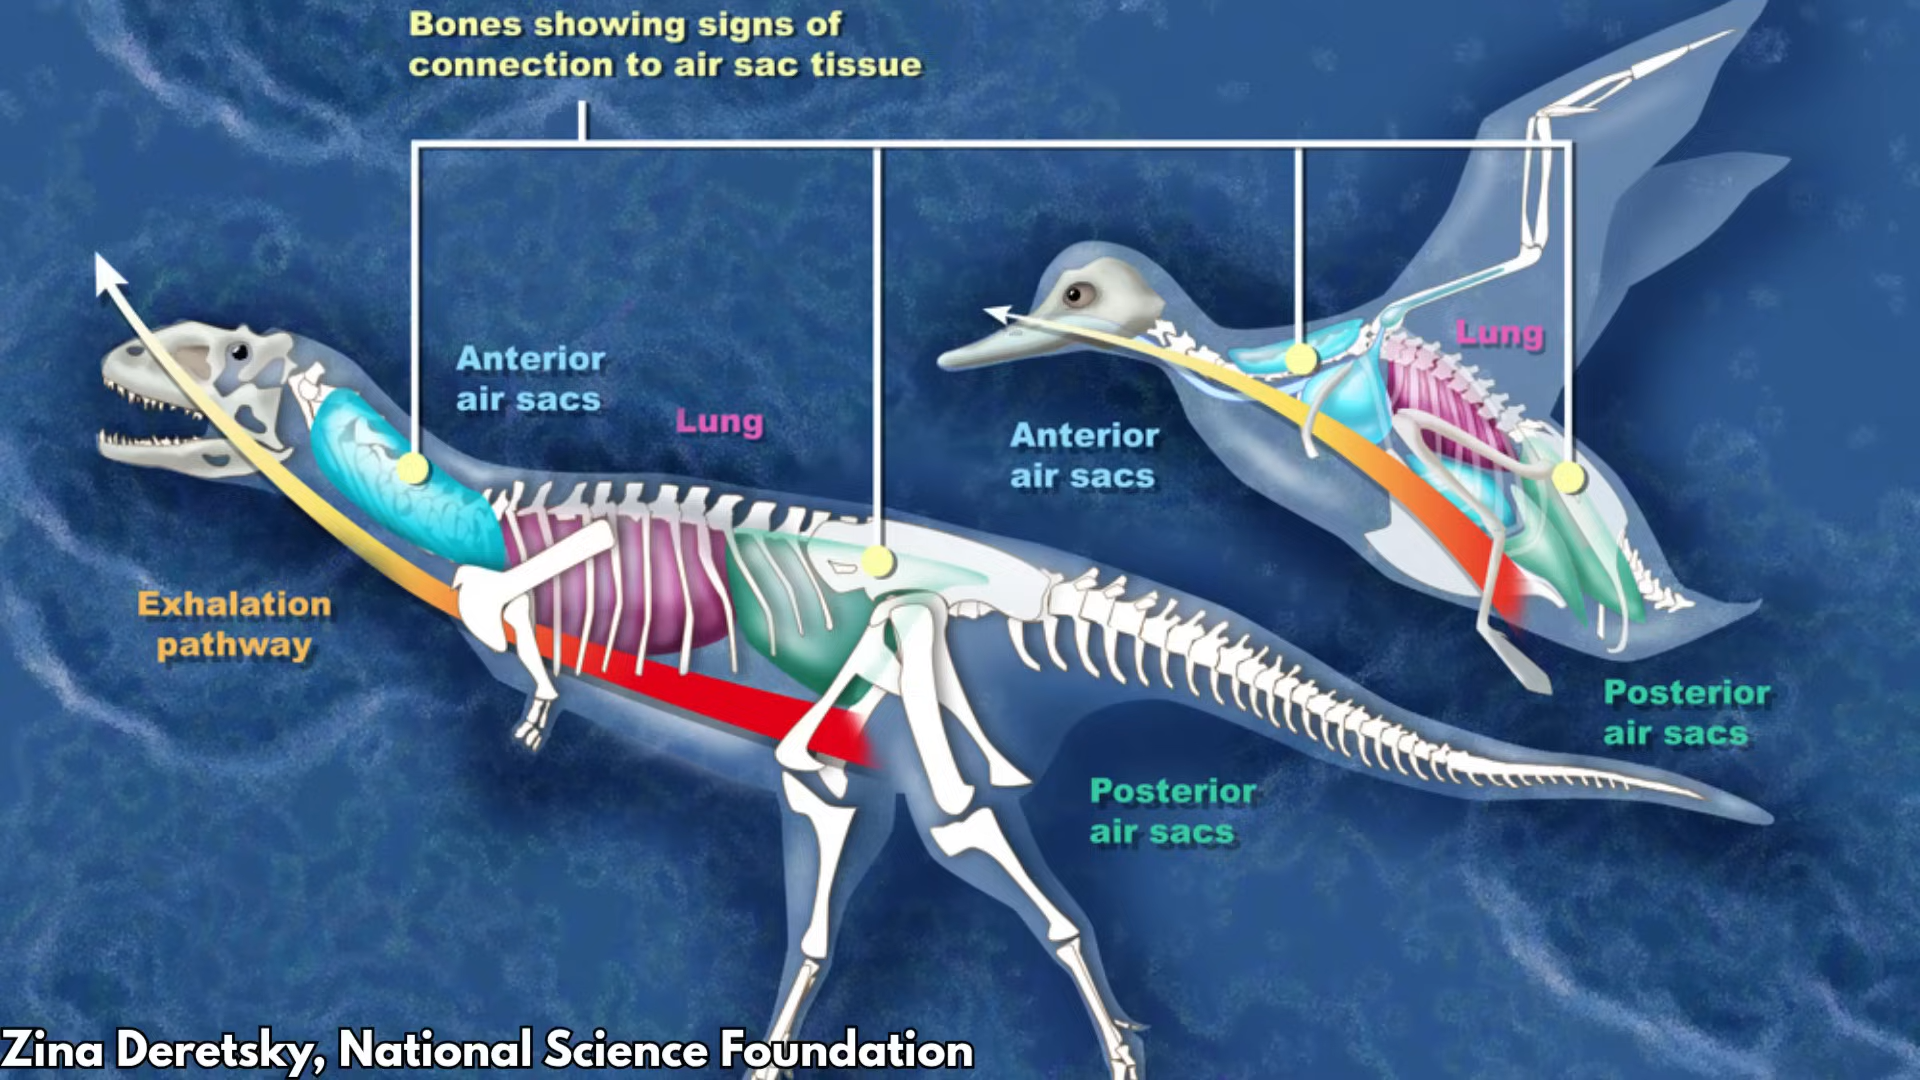 Bones showing signs of
connection to air sac tissue
Anterior
air sacs
Lung
Lung
Anterior
air sacs
Exhalation
pathway
Posterior
air sacs
Posterior
air sacs
Zina Deretsky, National Science Foundation